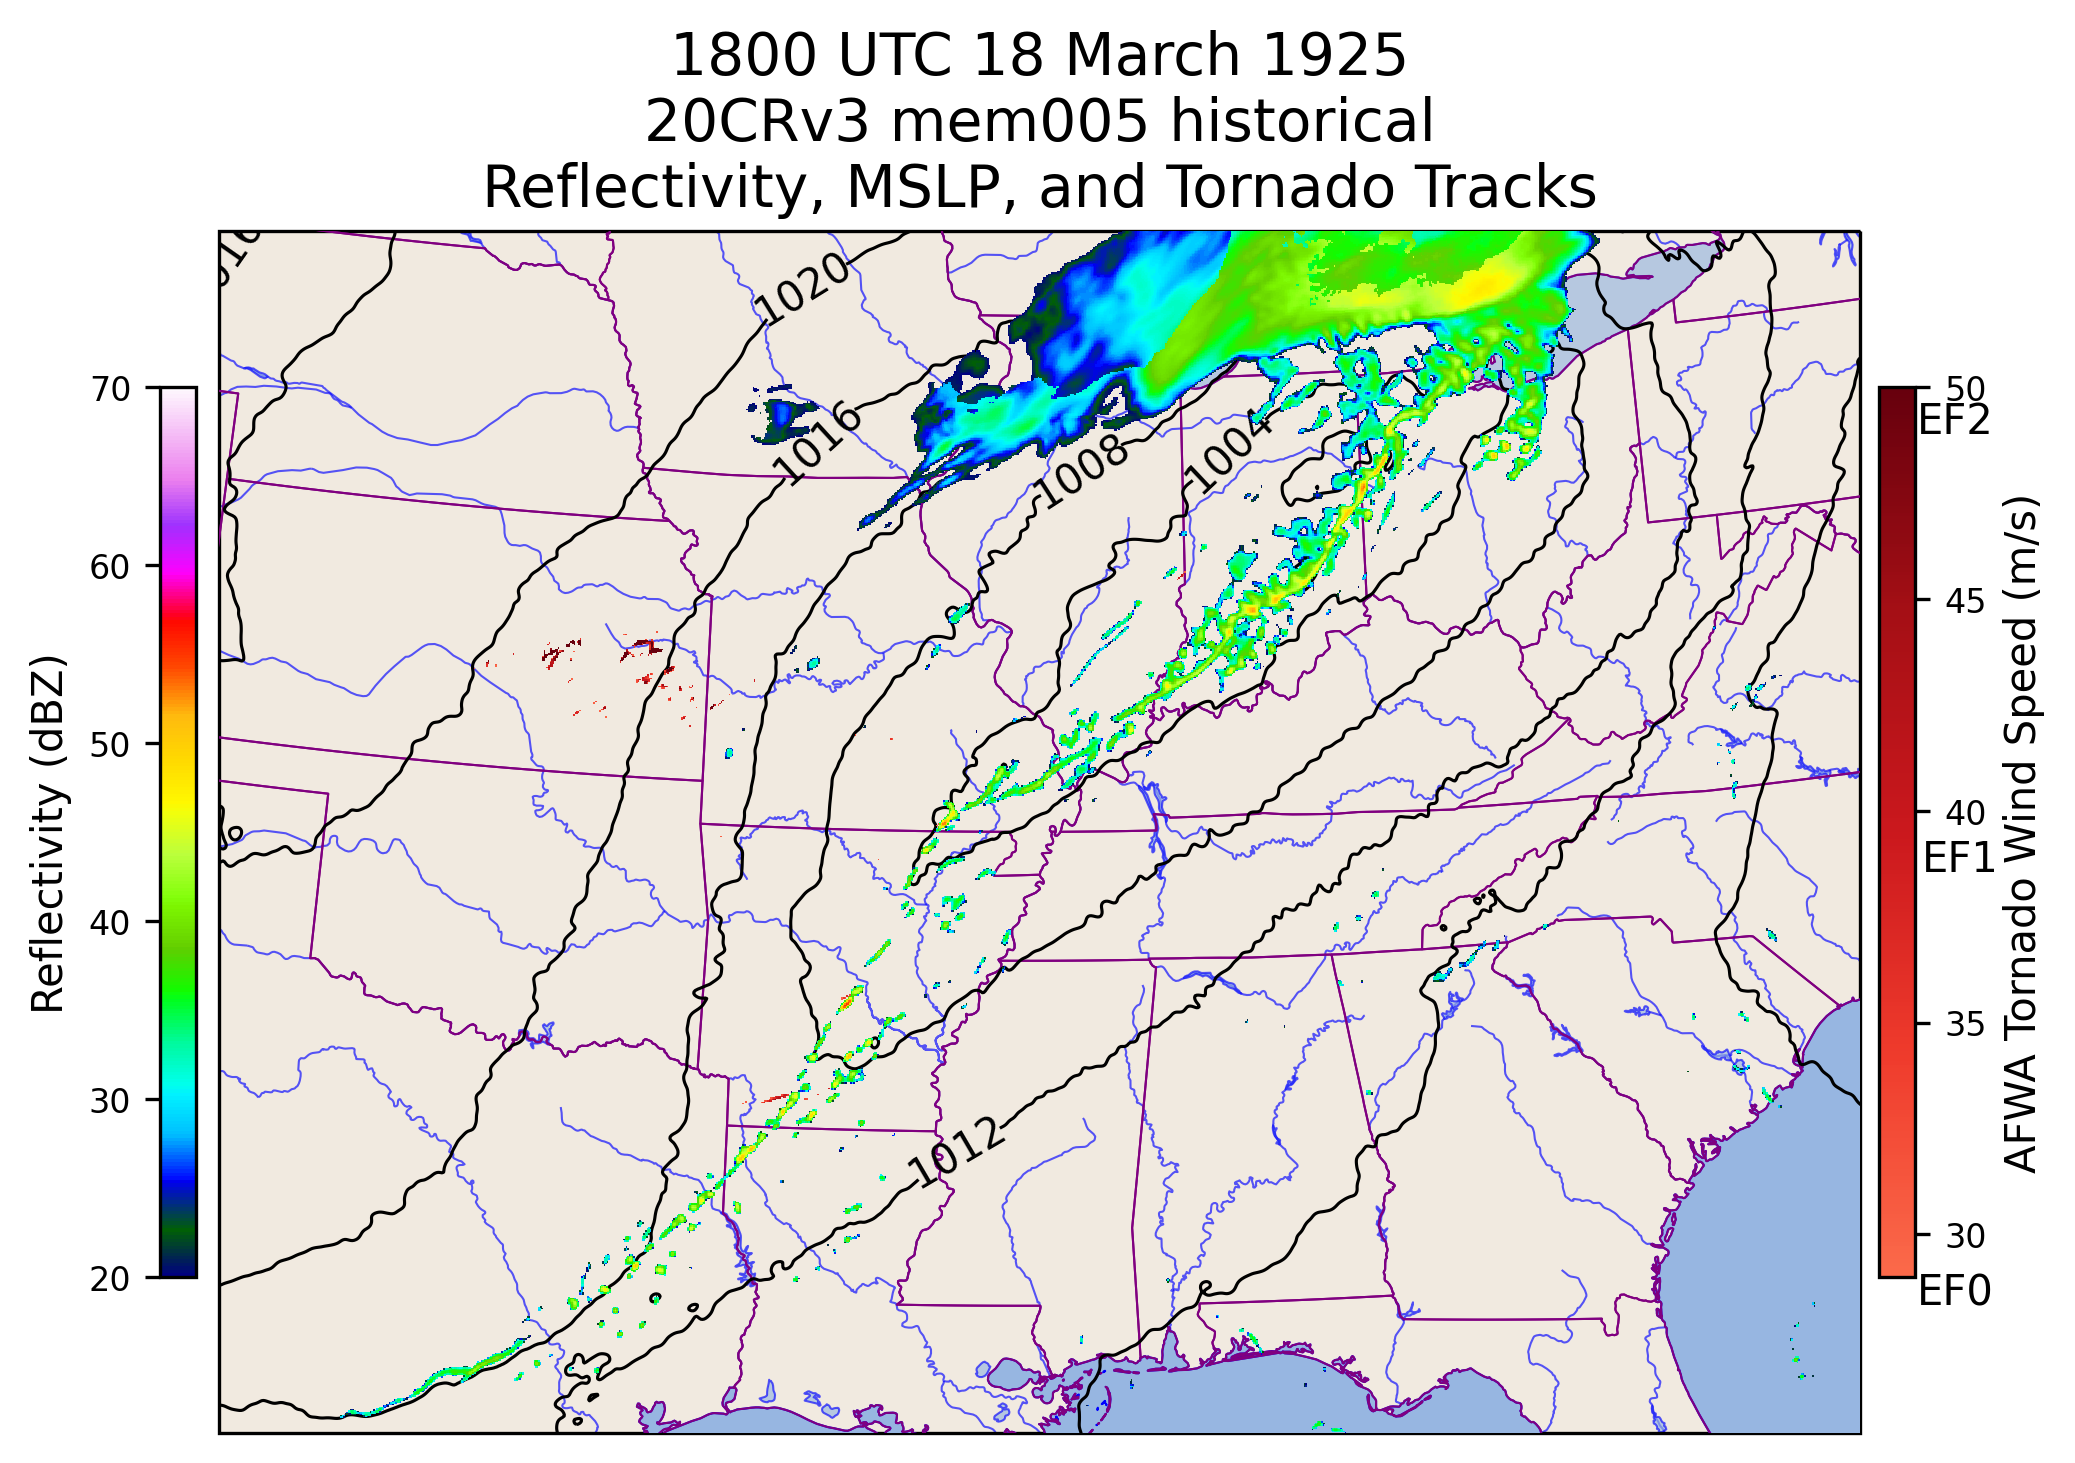 1800 UTC 18 March 1925
20CRv3 mem005 historical
Reflectivity, MSLP, and Tornado Tracks
1020
1016
1008
1004
1012
70
60
50
40
30
20
Reflectivity (dBZ)
50
EF2
45
40
EF1
35
30
EF0
AFWA Tornado Wind Speed (m/s)